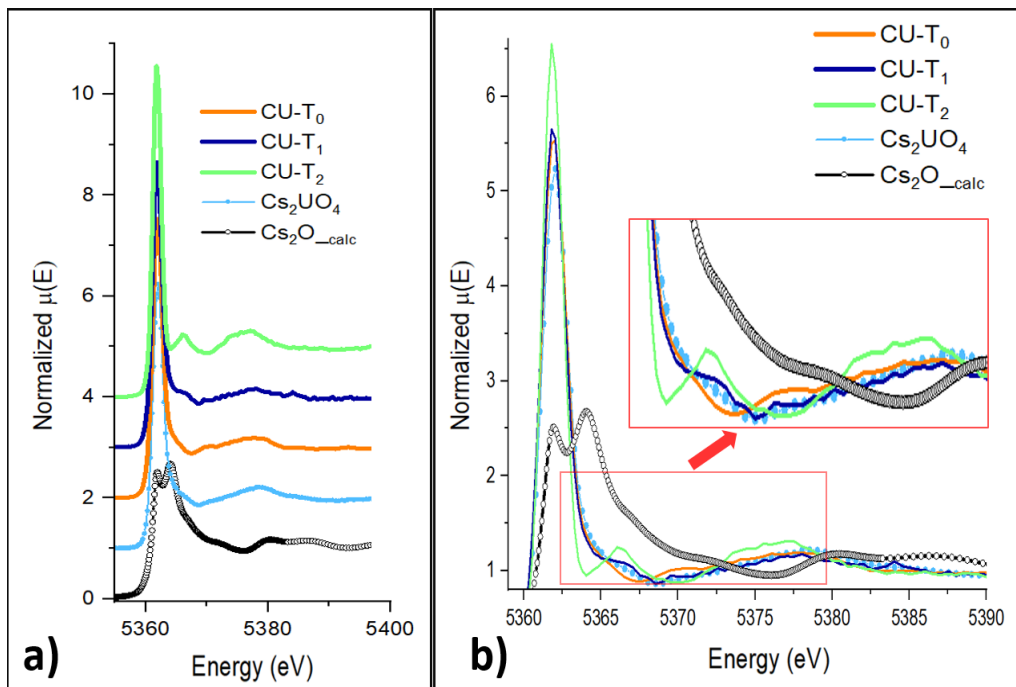 10
8
6
4
2
0
Normalized μ(E)
CU-T₀
CU-T₁
CU-T₂
Cs₂UO₄
Cs₂O_calc
5360
5380
5400
Energy (eV)
a)
6
5
4
3
2
1
Normalized μ(E)
CU-T₀
CU-T₁
CU-T₂
Cs₂UO₄
Cs₂O_calc
5360
5365
5370
5375
5380
5385
5390
Energy (eV)
b)